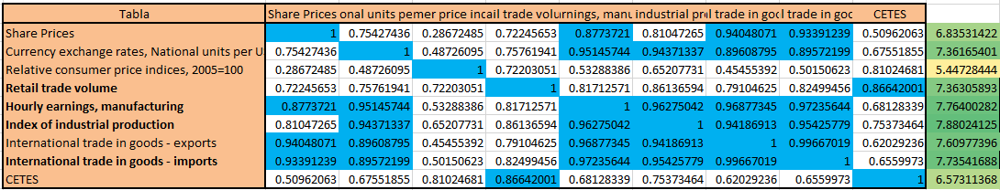 Tabla Share Prices onal units pe mer price inc ail trade volu rnings, manu industrial pr l trade in goo l trade in goo CETES
Share Prices 1 0.75427436 0.28672485 0.72245653 0.8773721 0.81047265 0.94048071 0.93391239 0.50962063 6.83531422
Currency exchange rates, National units per U 0.75427436 1 0.48726095 0.75761941 0.95145744 0.94371337 0.89608795 0.89572199 0.67551855 7.36165401
Relative consumer price indices, 2005=100 0.28672485 0.48726095 1 0.72203051 0.53288386 0.65207731 0.45455392 0.50150623 0.81024681 5.44728444
Retail trade volume 0.72245653 0.75761941 0.72203051 1 0.81712571 0.86136594 0.79104625 0.82499456 0.86642001 7.36305893
Hourly earnings, manufacturing 0.8773721 0.95145744 0.53288386 0.81712571 1 0.96275042 0.96877345 0.97235644 0.68128339 7.76400282
Index of industrial production 0.81047265 0.94371337 0.65207731 0.86136594 0.96275042 1 0.94186913 0.95425779 0.75373464 7.88024125
International trade in goods - exports 0.94048071 0.89608795 0.45455392 0.79104625 0.96877345 0.94186913 1 0.99667019 0.62029236 7.60977396
International trade in goods - imports 0.93391239 0.89572199 0.50150623 0.82499456 0.97235644 0.95425779 0.99667019 1 0.6559973 7.73541688
CETES 0.50962063 0.67551855 0.81024681 0.86642001 0.68128339 0.75373464 0.62029236 0.6559973 1 6.57311368